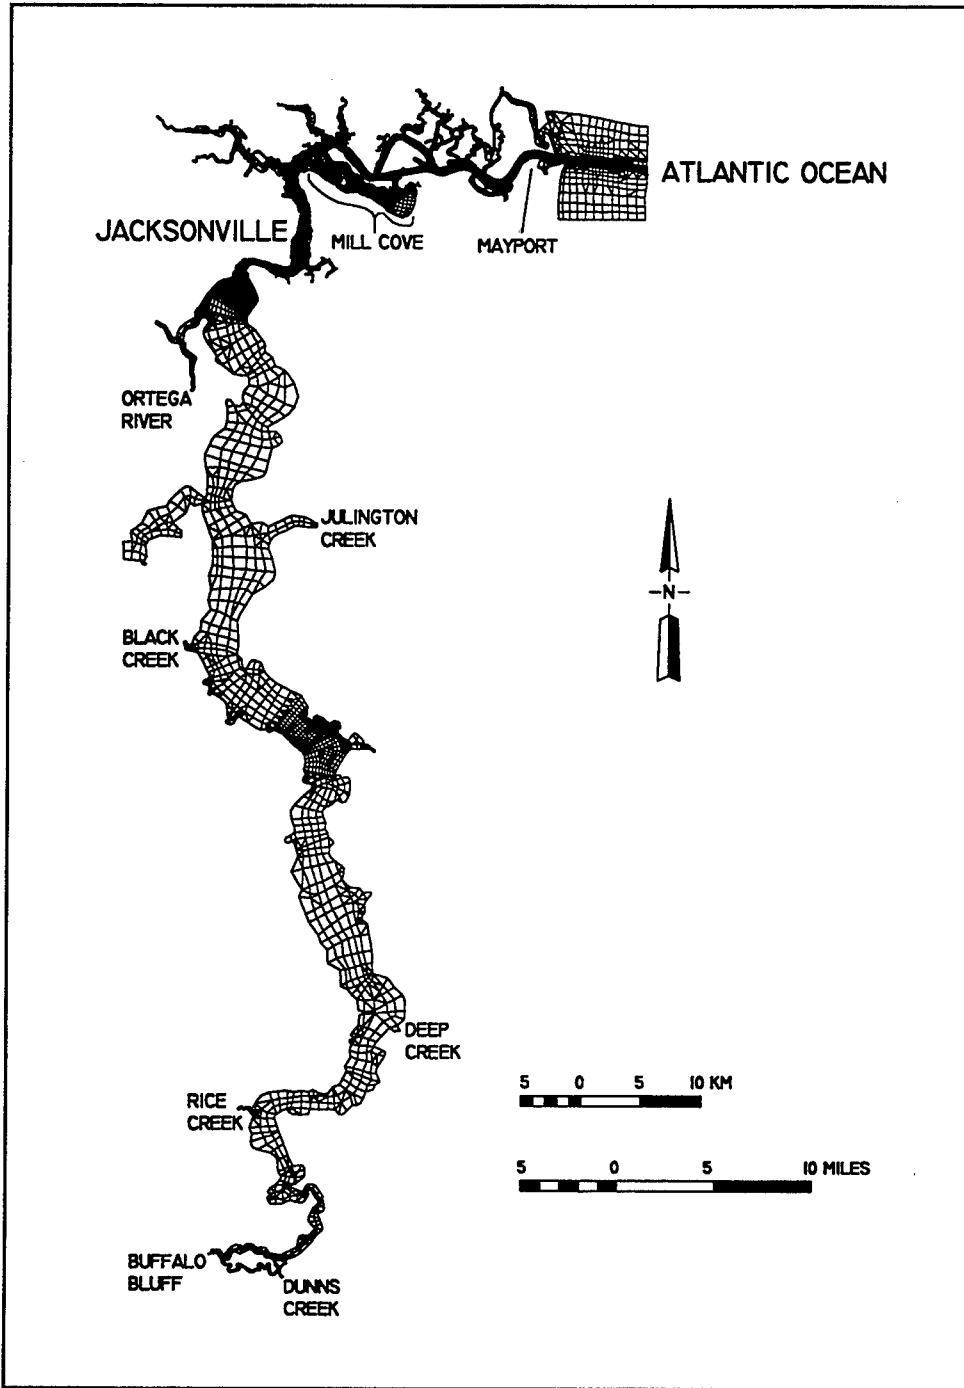 ATLANTIC OCEAN
JACKSONVILLE
MILL COVE
MAYPORT
ORTEGA
RIVER
JULINGTON
CREEK
N
BLACK
CREEK
DEEP
CREEK
5 0 5 10 KM
RICE
CREEK
5 0 5 10 MILES
BUFFALO
BLUFF
DUNNS
CREEK